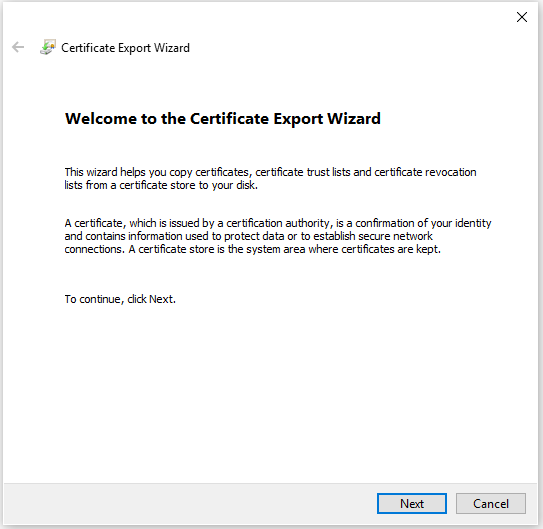 Certificate Export Wizard
Welcome to the Certificate Export Wizard
This wizard helps you copy certificates, certificate trust lists and certificate revocation
lists from a certificate store to your disk.
A certificate, which is issued by a certification authority, is a confirmation of your identity
and contains information used to protect data or to establish secure network
connections. A certificate store is the system area where certificates are kept.
To continue, click Next.
Next
Cancel